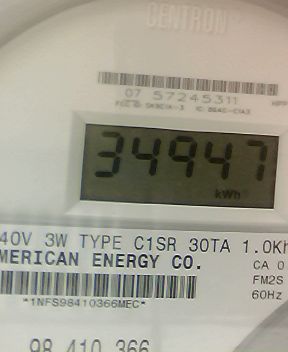 CENTRON
07 57245311
34947
kWh
40V 3W TYPE C1SR 30TA 1.0Kh
MERICAN ENERGY CO.
CA 0
FM2S
60Hz
*1NFS98410366MEC*
98 410 366